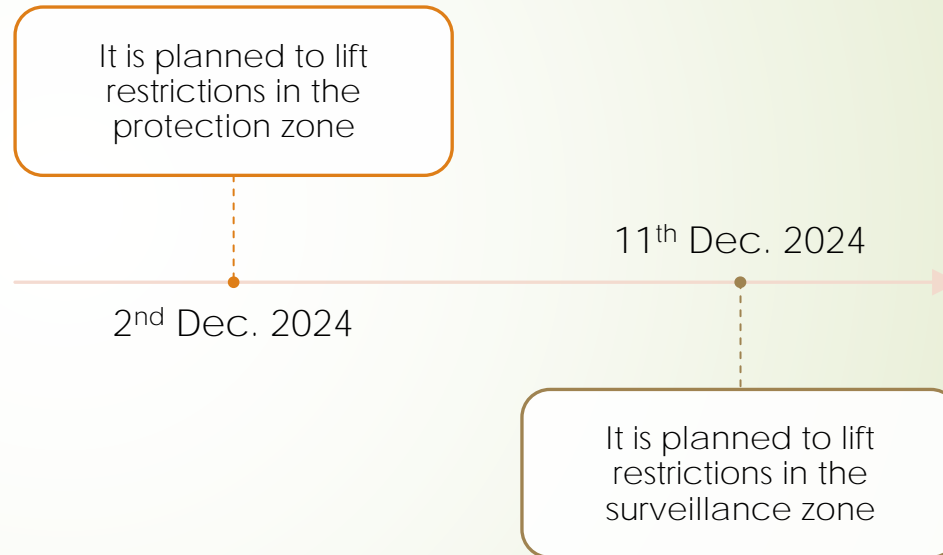 It is planned to lift
restrictions in the
protection zone
2nd Dec. 2024
11th Dec. 2024
It is planned to lift
restrictions in the
surveillance zone